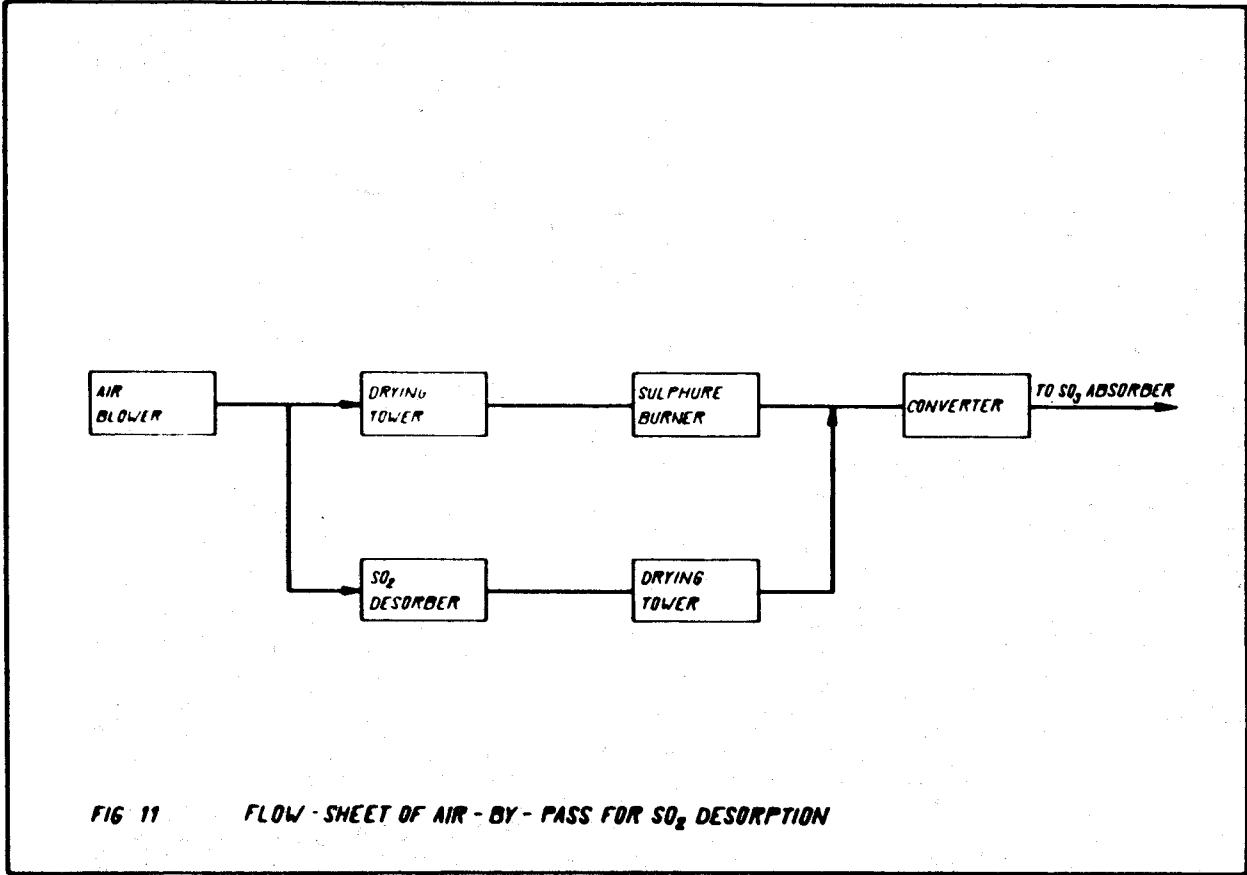 AIR
BLOWER
DRYING
TOWER
SULPHURE
BURNER
CONVERTER
TO SO₃ ABSORBER
SO₂
DESORBER
DRYING
TOWER
FIG 11 FLOW - SHEET OF AIR - BY - PASS FOR SO₂ DESORPTION